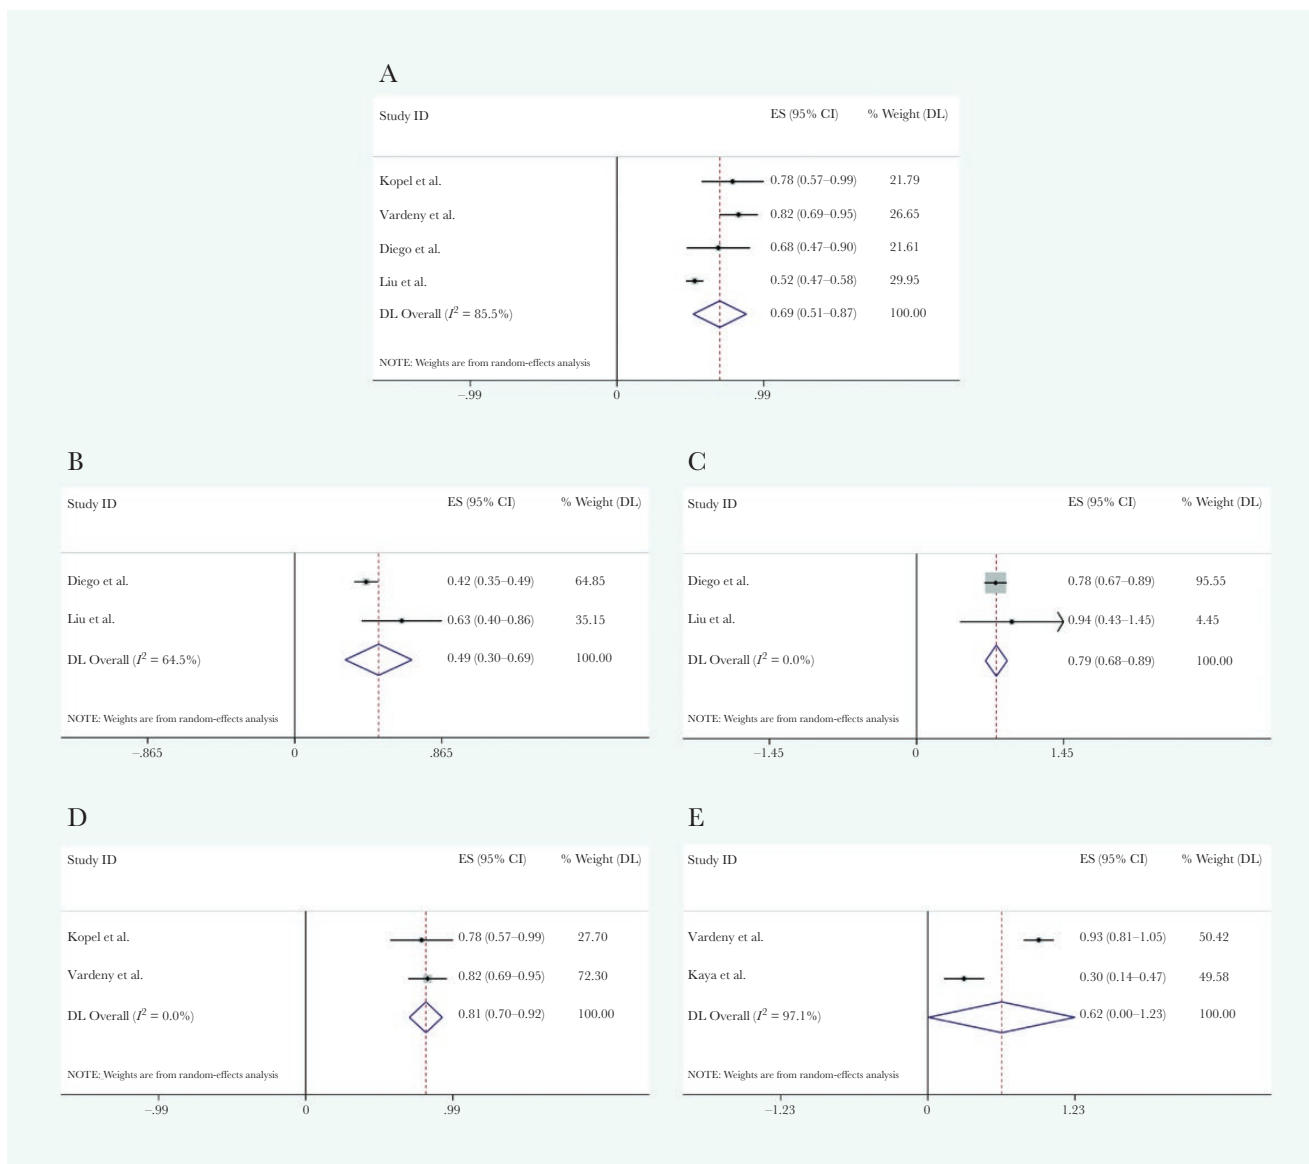 A
Study ID ES (95% CI) % Weight (DL)
Kopel et al. 0.78 (0.57–0.99) 21.79
Vardeny et al. 0.82 (0.69–0.95) 26.65
Diego et al. 0.68 (0.47–0.90) 21.61
Liu et al. 0.52 (0.47–0.58) 29.95
DL Overall (I² = 85.5%) 0.69 (0.51–0.87) 100.00
NOTE: Weights are from random-effects analysis
–.99 0 .99
B
Study ID ES (95% CI) % Weight (DL)
Diego et al. 0.42 (0.35–0.49) 64.85
Liu et al. 0.63 (0.40–0.86) 35.15
DL Overall (I² = 64.5%) 0.49 (0.30–0.69) 100.00
NOTE: Weights are from random-effects analysis
–.865 0 .865
C
Study ID ES (95% CI) % Weight (DL)
Diego et al. 0.78 (0.67–0.89) 95.55
Liu et al. 0.94 (0.43–1.45) 4.45
DL Overall (I² = 0.0%) 0.79 (0.68–0.89) 100.00
NOTE: Weights are from random-effects analysis
–1.45 0 1.45
D
Study ID ES (95% CI) % Weight (DL)
Kopel et al. 0.78 (0.57–0.99) 27.70
Vardeny et al. 0.82 (0.69–0.95) 72.30
DL Overall (I² = 0.0%) 0.81 (0.70–0.92) 100.00
NOTE: Weights are from random-effects analysis
–.99 0 .99
E
Study ID ES (95% CI) % Weight (DL)
Vardeny et al. 0.93 (0.81–1.05) 50.42
Kaya et al. 0.30 (0.14–0.47) 49.58
DL Overall (I² = 97.1%) 0.62 (0.00–1.23) 100.00
NOTE: Weights are from random-effects analysis
–1.23 0 1.23